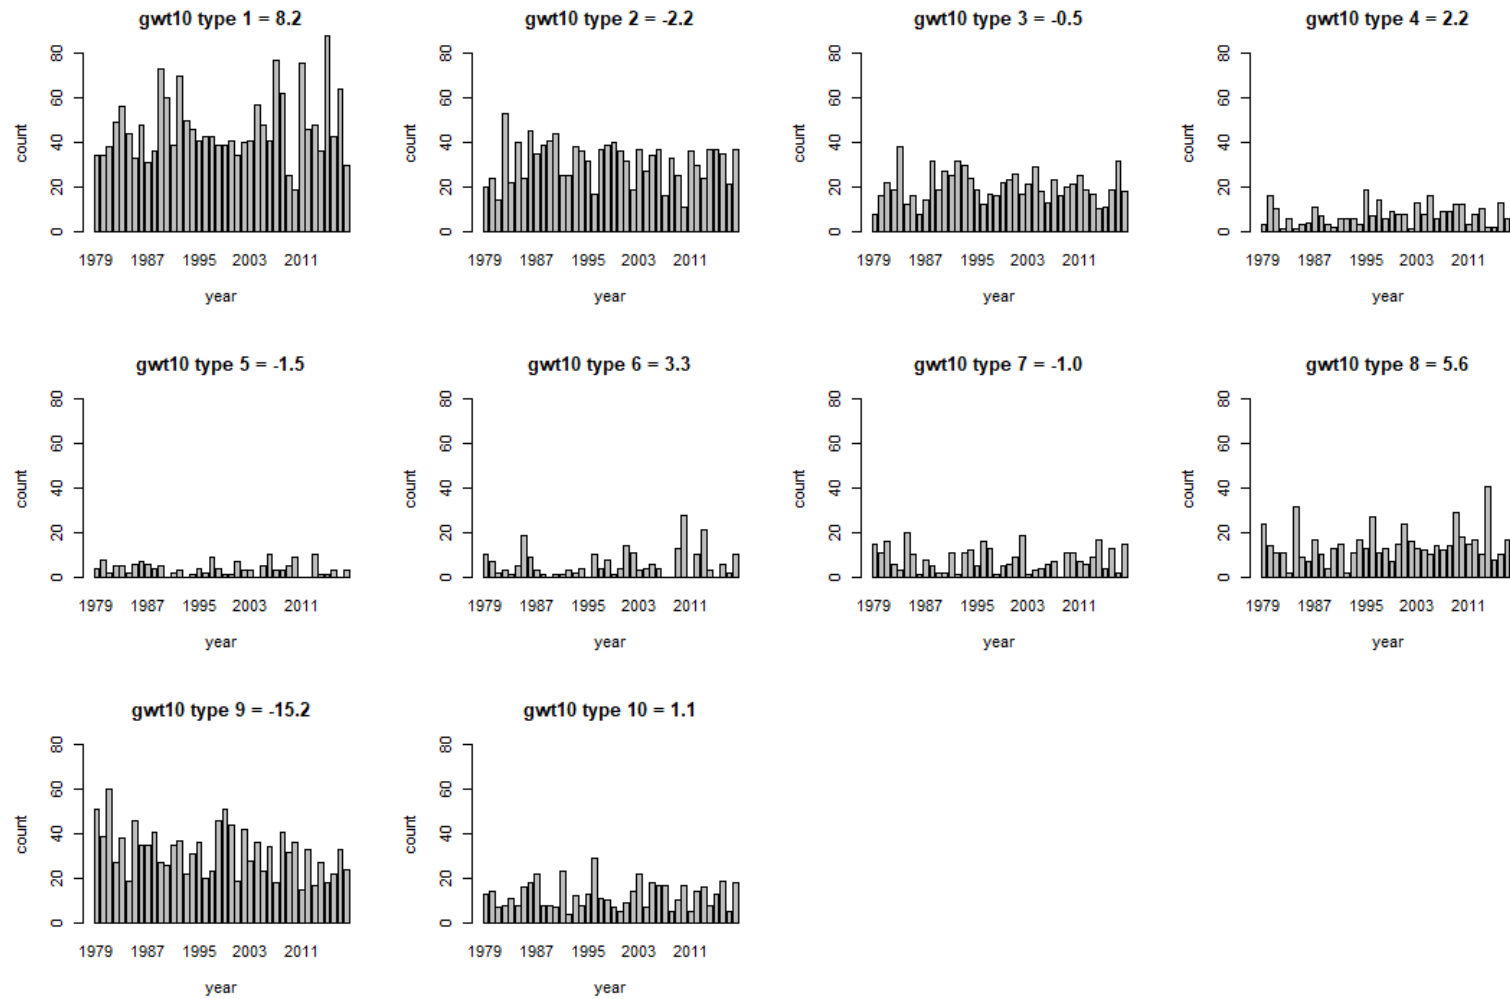 gwt10 type 1 = 8.2
80
60
40
20
0
count
1979 1987 1995 2003 2011
year
gwt10 type 2 = -2.2
80
60
40
20
0
count
1979 1987 1995 2003 2011
year
gwt10 type 3 = -0.5
80
60
40
20
0
count
1979 1987 1995 2003 2011
year
gwt10 type 4 = 2.2
80
60
40
20
0
count
1979 1987 1995 2003 2011
year
gwt10 type 5 = -1.5
80
60
40
20
0
count
1979 1987 1995 2003 2011
year
gwt10 type 6 = 3.3
80
60
40
20
0
count
1979 1987 1995 2003 2011
year
gwt10 type 7 = -1.0
80
60
40
20
0
count
1979 1987 1995 2003 2011
year
gwt10 type 8 = 5.6
80
60
40
20
0
count
1979 1987 1995 2003 2011
year
gwt10 type 9 = -15.2
80
60
40
20
0
count
1979 1987 1995 2003 2011
year
gwt10 type 10 = 1.1
80
60
40
20
0
count
1979 1987 1995 2003 2011
year